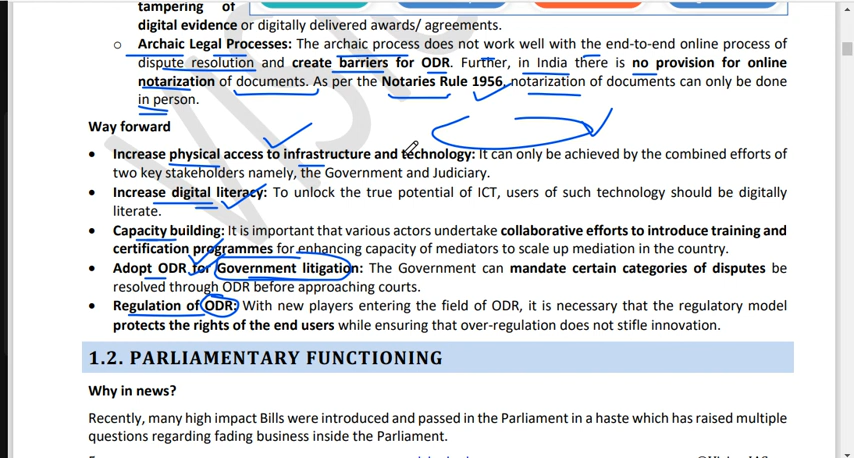 tampering of
digital evidence or digitally delivered awards/ agreements.
o Archaic Legal Processes: The archaic process does not work well with the end-to-end online process of
dispute resolution and create barriers for ODR. Further, in India there is no provision for online
notarization of documents. As per the Notaries Rule 1956, notarization of documents can only be done
in person.
Way forward
• Increase physical access to infrastructure and technology: It can only be achieved by the combined efforts of
two key stakeholders namely, the Government and Judiciary.
• Increase digital literacy: To unlock the true potential of ICT, users of such technology should be digitally
literate.
• Capacity building: It is important that various actors undertake collaborative efforts to introduce training and
certification programmes for enhancing capacity of mediators to scale up mediation in the country.
• Adopt ODR for Government litigation: The Government can mandate certain categories of disputes to be
resolved through ODR before approaching courts.
• Regulation of ODR: With new players entering the field of ODR, it is necessary that the regulatory model
protects the rights of the end users while ensuring that over-regulation does not stifle innovation.
1.2. PARLIAMENTARY FUNCTIONING
Why in news?
Recently, many high impact Bills were introduced and passed in the Parliament in a haste which has raised multiple
questions regarding fading business inside the Parliament.